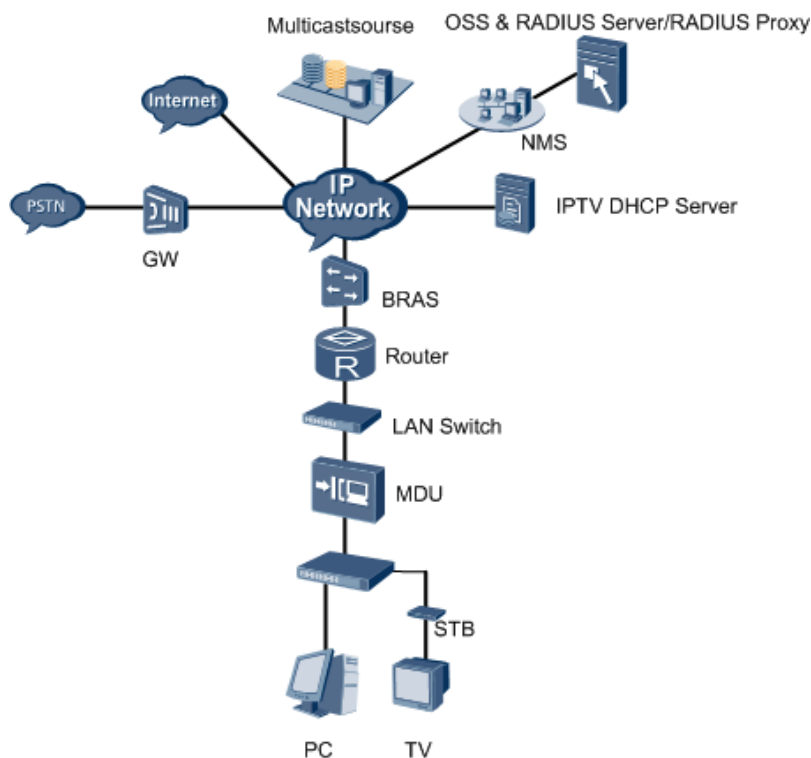 Multicastsourse
OSS & RADIUS Server/RADIUS Proxy
Internet
NMS
IP
Network
PSTN
IPTV DHCP Server
GW
BRAS
R
Router
LAN Switch
MDU
STB
PC
TV